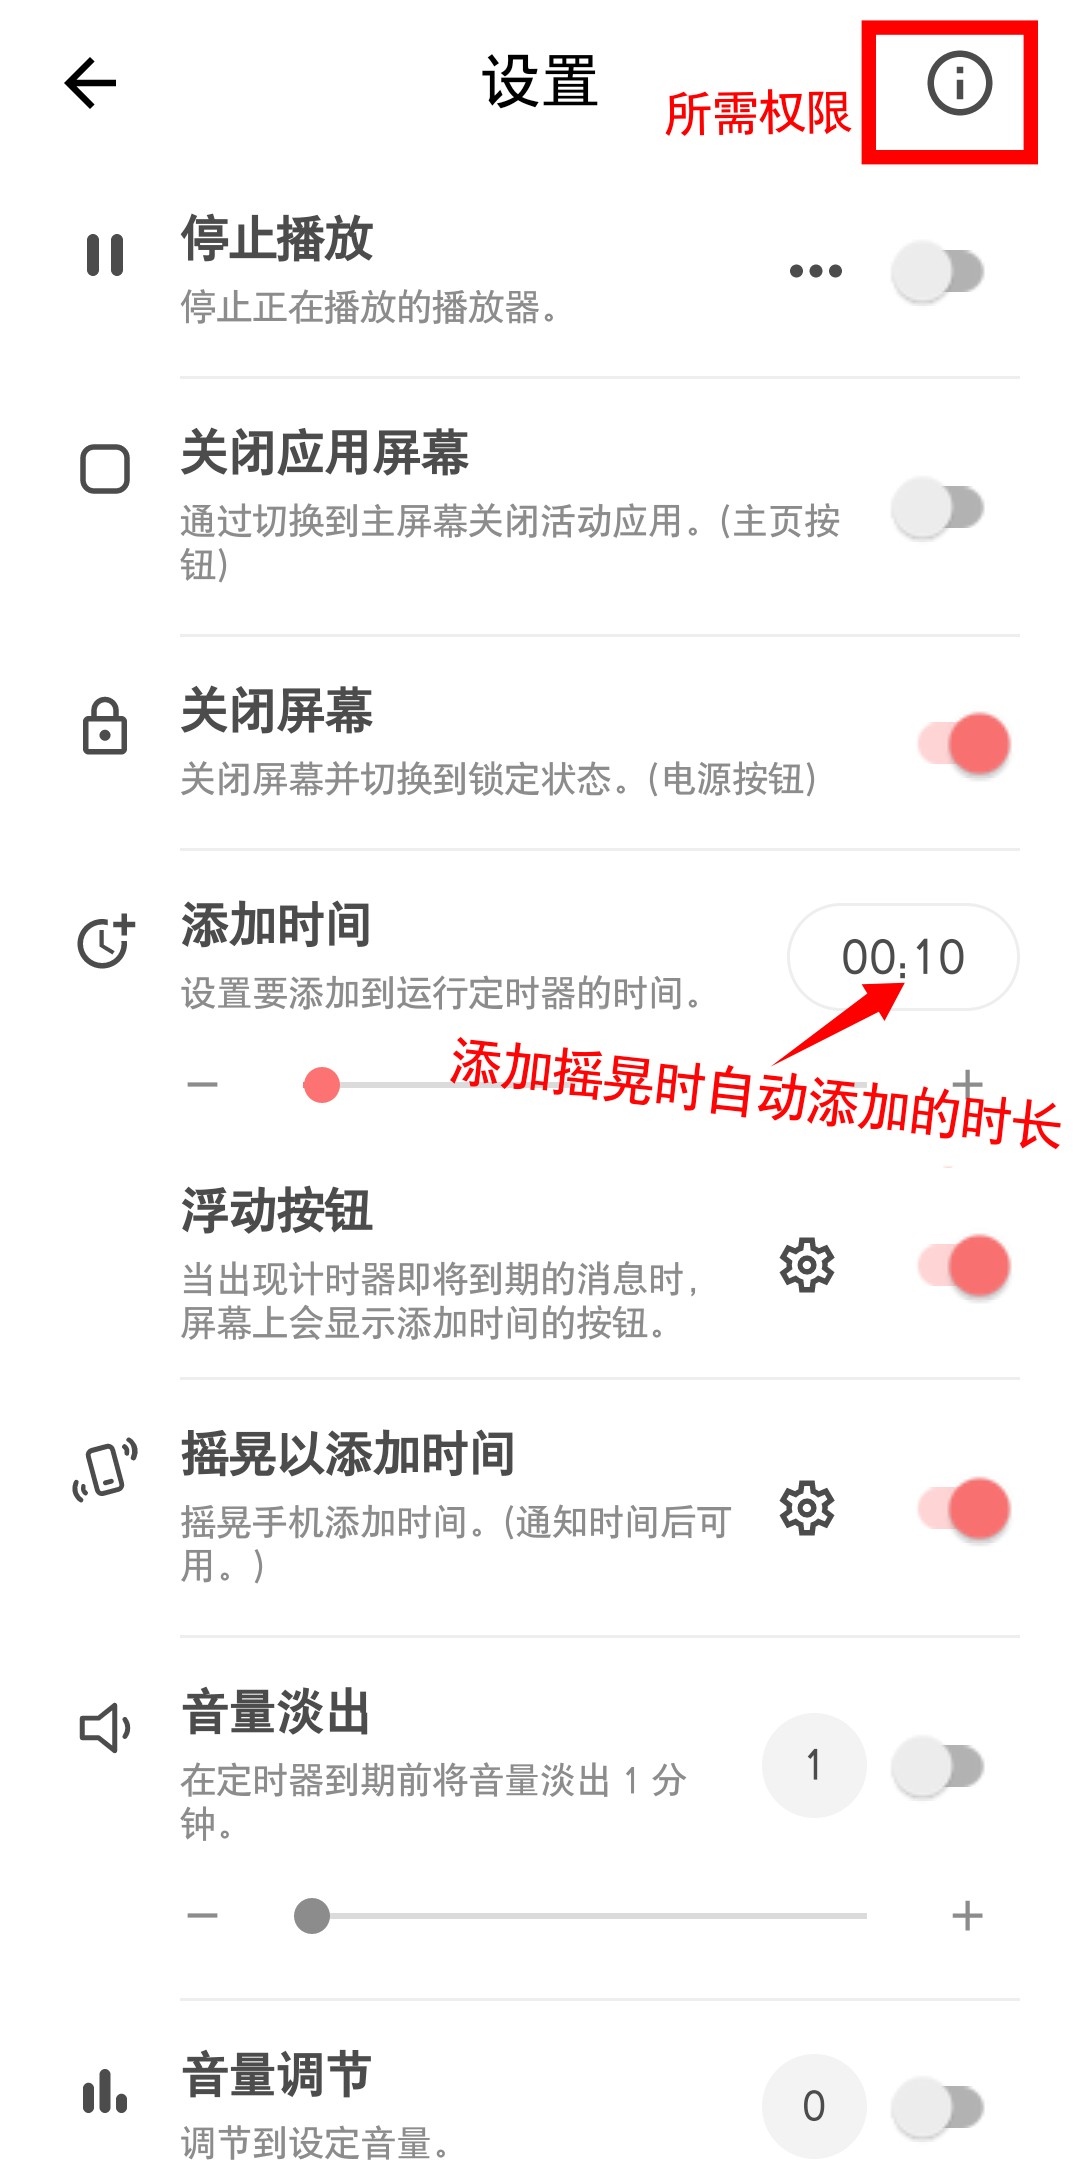 设置
所需权限
停止播放
停止正在播放的播放器。
关闭应用屏幕
通过切换到主屏幕关闭活动应用。(主页按
钮)
关闭屏幕
关闭屏幕并切换到锁定状态。(电源按钮)
添加时间
00:10
设置要添加到运行定时器的时间。
添加摇晃时自动添加的时长
浮动按钮
当出现计时器即将到期的消息时,
屏幕上会显示添加时间的按钮。
摇晃以添加时间
摇晃手机添加时间。(通知时间后可
用。)
音量淡出
在定时器到期前将音量淡出 1 分
钟。
1
音量调节
调节到设定音量。
0